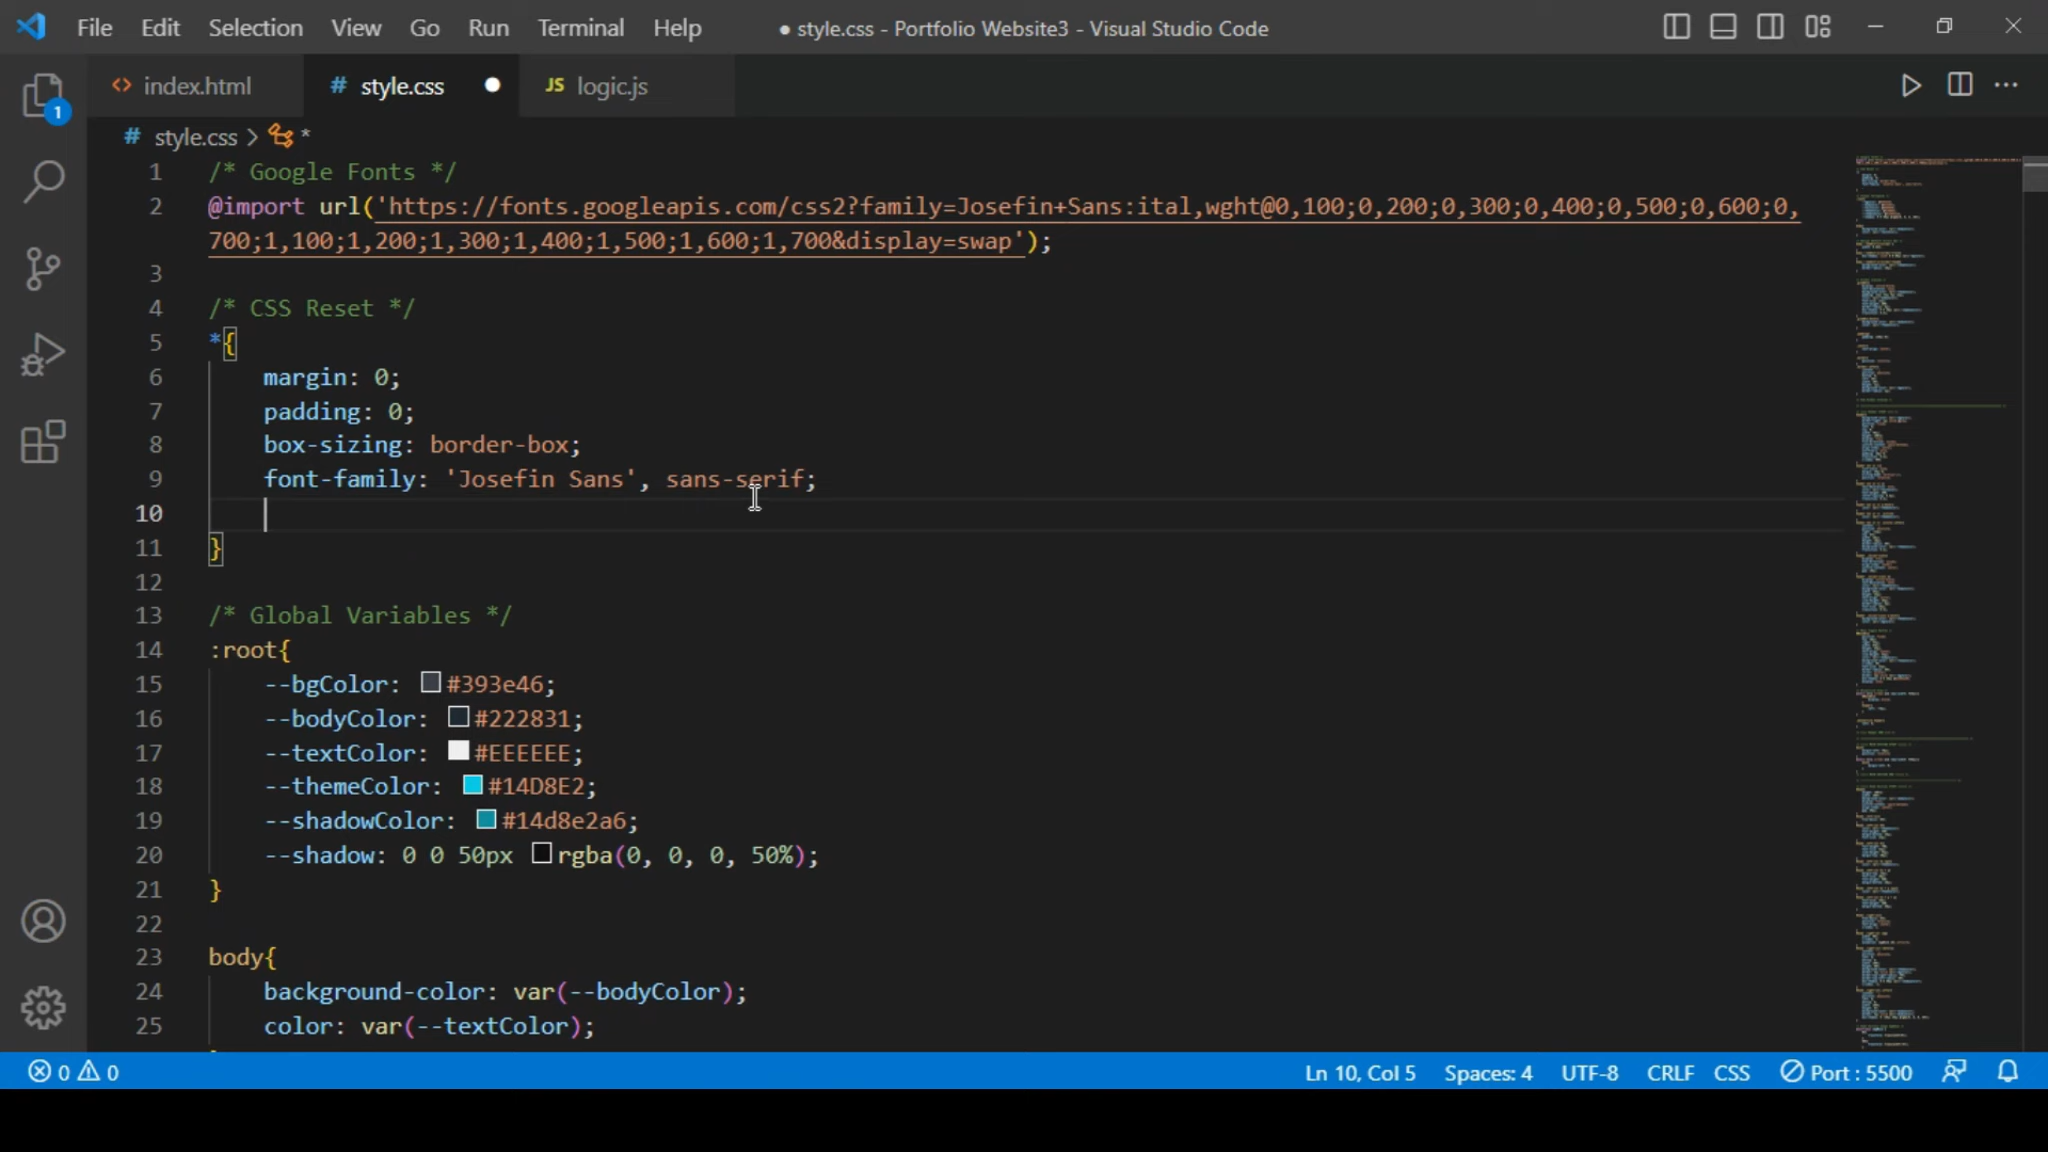 File Edit Selection View Go Run Terminal Help ● style.css - Portfolio Website3 - Visual Studio Code
1
<> index.html # style.css ● JS logic.js
# style.css > *
1 /* Google Fonts */
2 @import url('https://fonts.googleapis.com/css2?family=Josefin+Sans:ital,wght@0,100;0,200;0,300;0,400;0,500;0,600;0,
700;1,100;1,200;1,300;1,400;1,500;1,600;1,700&display=swap');
3
4 /* CSS Reset */
5 *{
6 margin: 0;
7 padding: 0;
8 box-sizing: border-box;
9 font-family: 'Josefin Sans', sans-serif;
10
11 }
12
13 /* Global Variables */
14 :root{
15 --bgColor: #393e46;
16 --bodyColor: #222831;
17 --textColor: #EEEEEE;
18 --themeColor: #14D8E2;
19 --shadowColor: #14d8e2a6;
20 --shadow: 0 0 50px rgba(0, 0, 0, 50%);
21 }
22
23 body{
24 background-color: var(--bodyColor);
25 color: var(--textColor);
0 0 Ln 10, Col 5 Spaces: 4 UTF-8 CRLF CSS Port : 5500